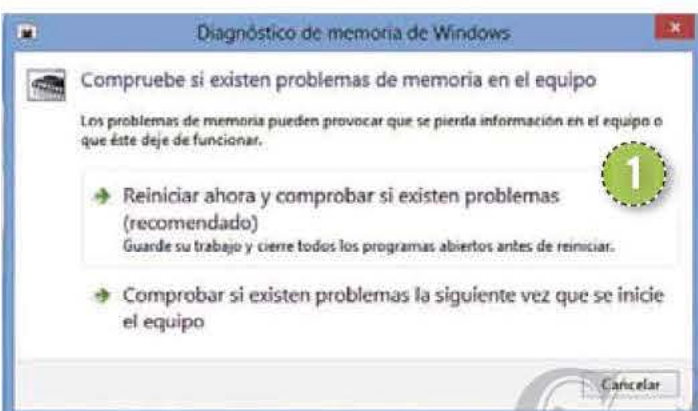 Diagnóstico de memoria de Windows
x
Compruebe si existen problemas de memoria en el equipo
Los problemas de memoria pueden provocar que se pierda información en el equipo o
que éste deje de funcionar.
1
Reiniciar ahora y comprobar si existen problemas
(recomendado)
Guarde su trabajo y cierre todos los programas abiertos antes de reiniciar.
Comprobar si existen problemas la siguiente vez que se inicie
el equipo
Cancelar